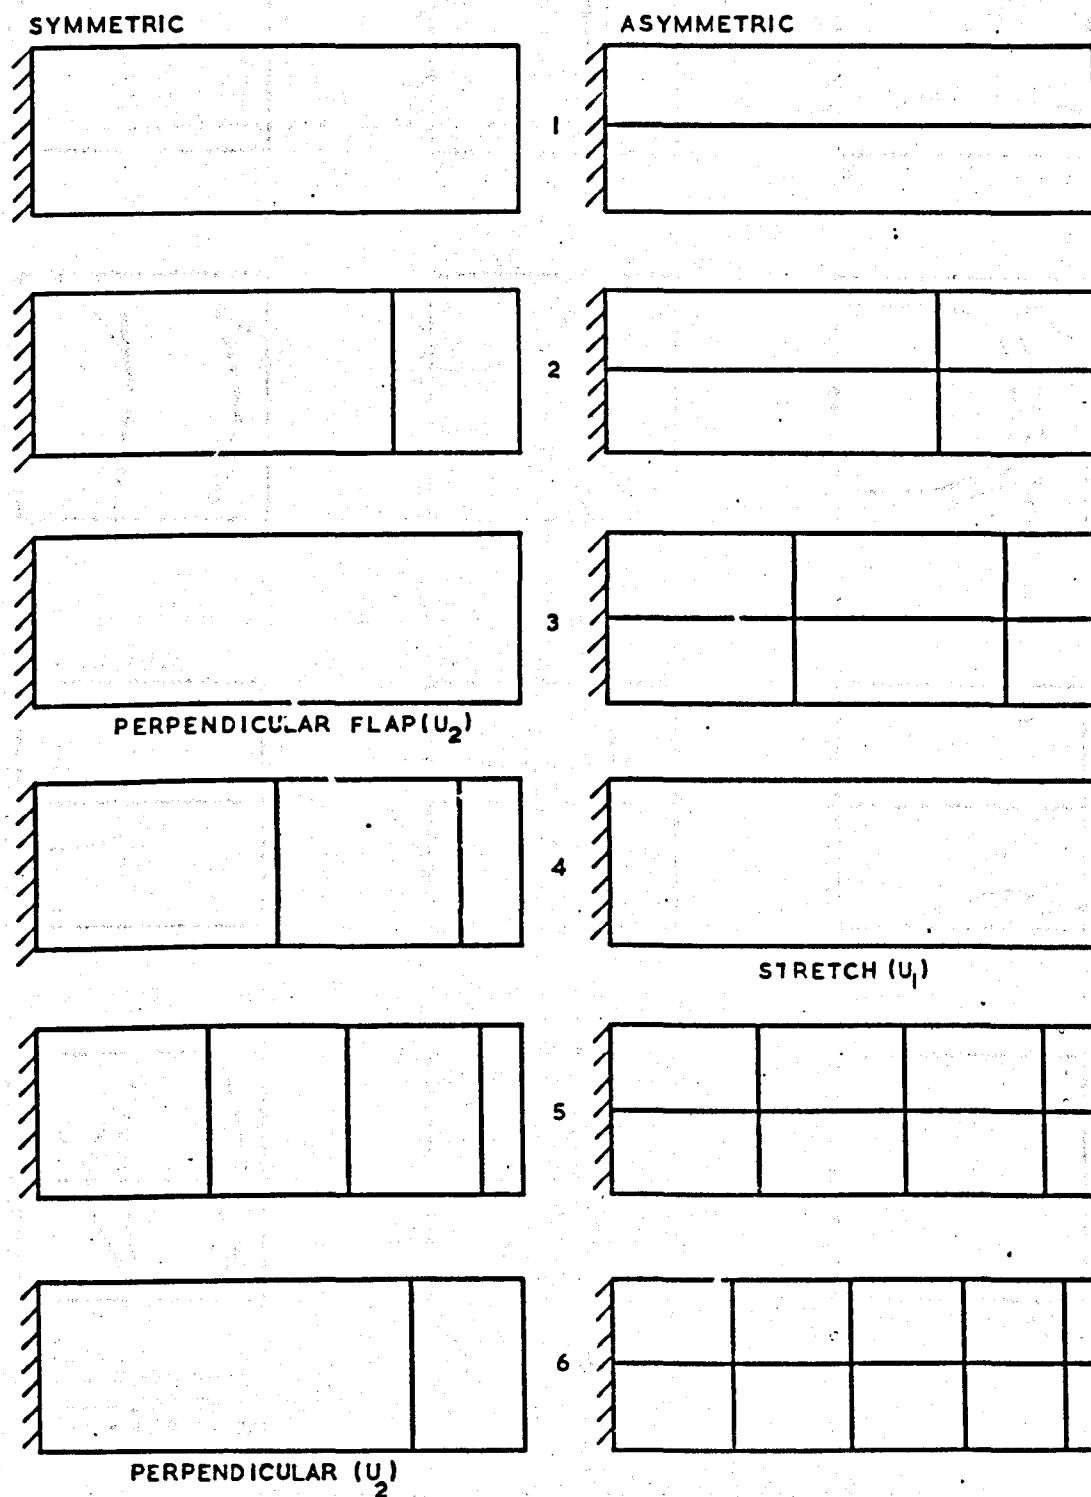 SYMMETRIC
ASYMMETRIC
1
2
3
PERPENDICULAR FLAP(U2)
4
STRETCH (U1)
5
6
PERPENDICULAR (U2)